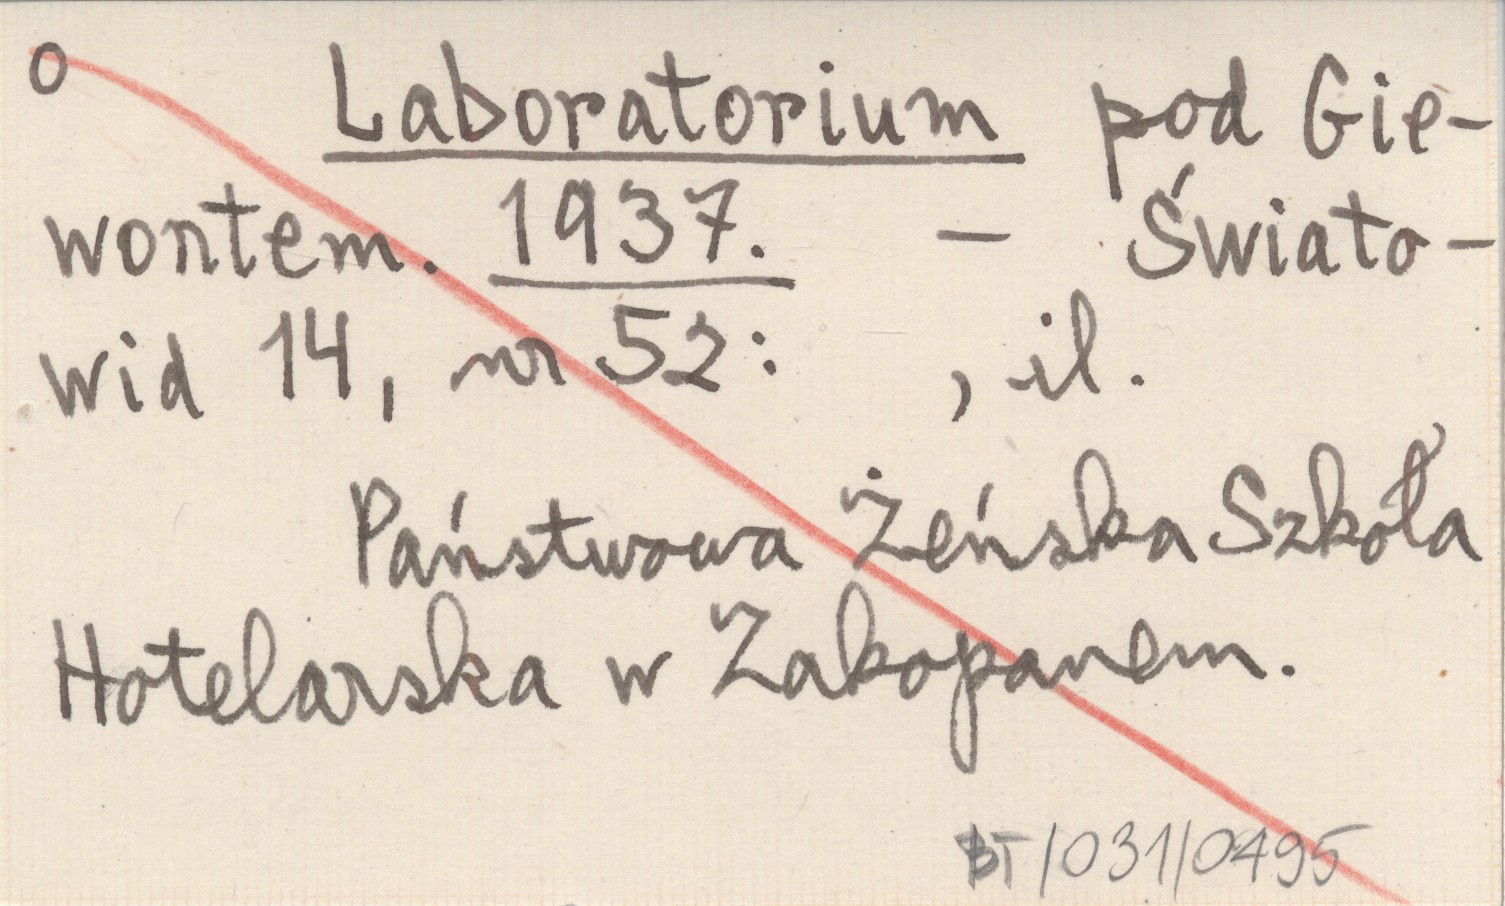 o Laboratorium pod Gie-
wontem. 1937. - Świato-
wid 14, nr 52: , il.
Państwowa Żeńska Szkoła
Hotelarska w Zakopanem.
BT/031/0495